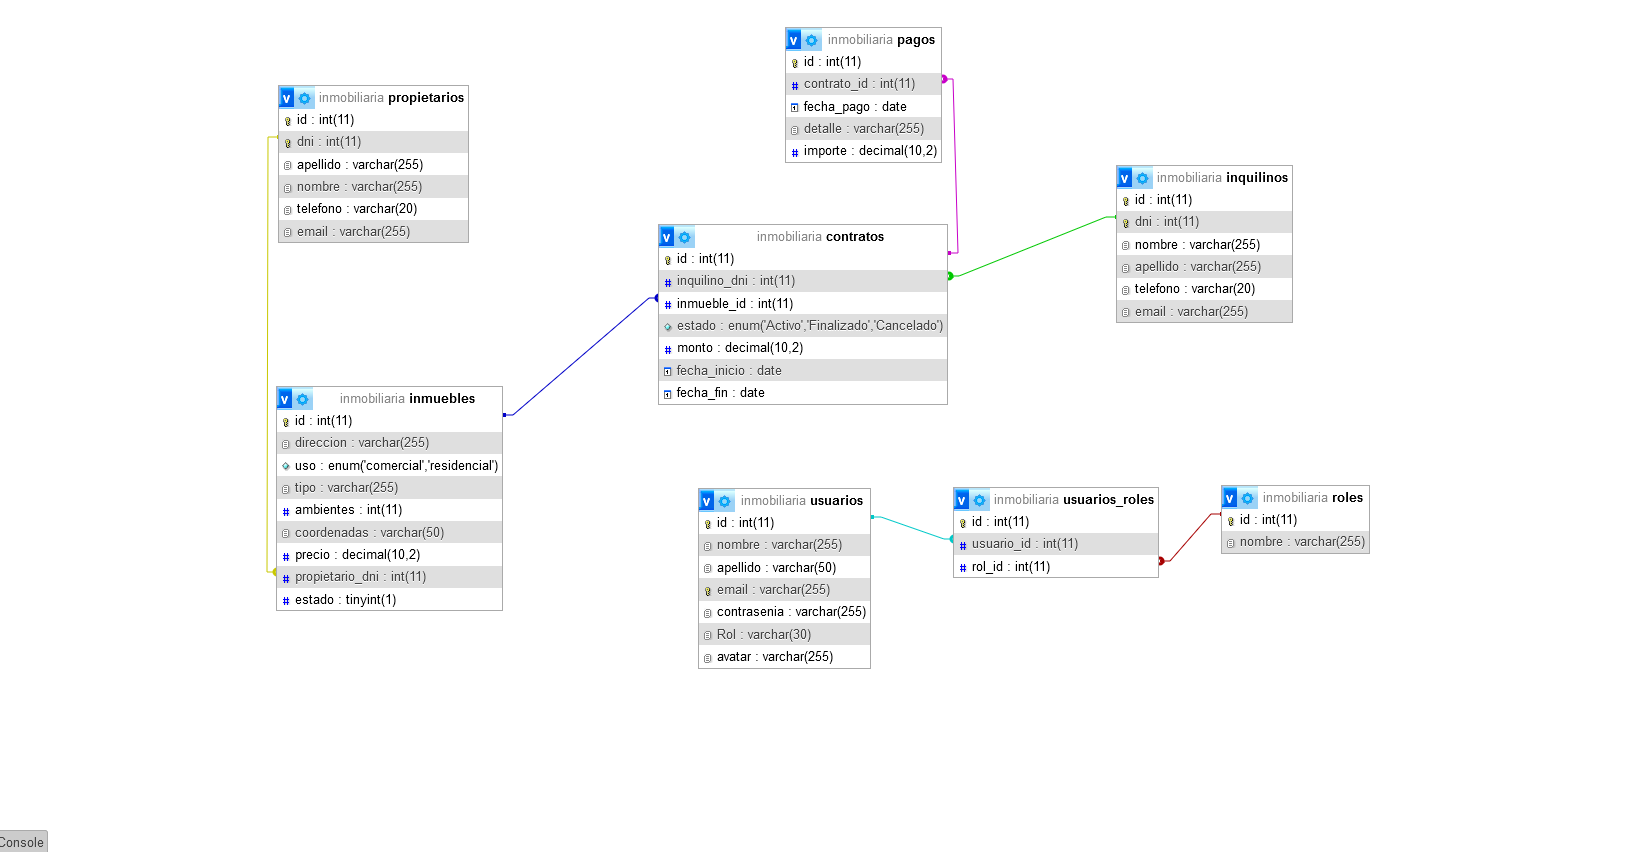 v inmobiliaria pagos
id : int(11)
contrato_id : int(11)
fecha_pago : date
detalle : varchar(255)
importe : decimal(10,2)
v inmobiliaria propietarios
id : int(11)
dni : int(11)
apellido : varchar(255)
nombre : varchar(255)
telefono : varchar(20)
email : varchar(255)
v inmobiliaria inquilinos
id : int(11)
dni : int(11)
nombre : varchar(255)
apellido : varchar(255)
telefono : varchar(20)
email : varchar(255)
v inmobiliaria contratos
id : int(11)
inquilino_dni : int(11)
inmueble_id : int(11)
estado : enum('Activo','Finalizado','Cancelado')
monto : decimal(10,2)
fecha_inicio : date
fecha_fin : date
v inmobiliaria inmuebles
id : int(11)
direccion : varchar(255)
uso : enum('comercial','residencial')
tipo : varchar(255)
ambientes : int(11)
coordenadas : varchar(50)
precio : decimal(10,2)
propietario_dni : int(11)
estado : tinyint(1)
v inmobiliaria usuarios
id : int(11)
nombre : varchar(255)
apellido : varchar(50)
email : varchar(255)
contrasenia : varchar(255)
Rol : varchar(30)
avatar : varchar(255)
v inmobiliaria usuarios_roles
id : int(11)
usuario_id : int(11)
rol_id : int(11)
v inmobiliaria roles
id : int(11)
nombre : varchar(255)
Console